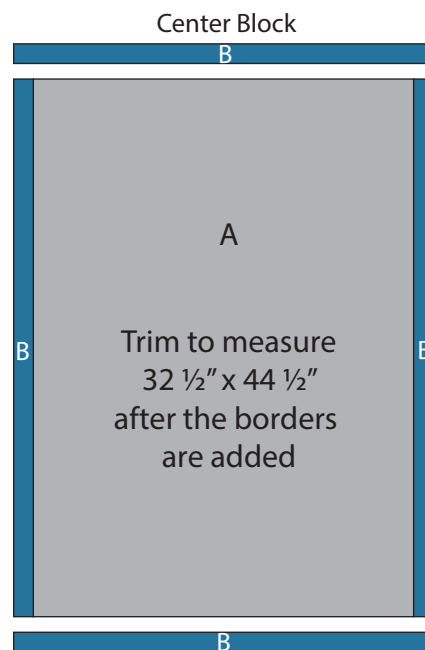 Center Block
B
A
B
B
Trim to measure
32 ½” x 44 ½”
after the borders
are added
B